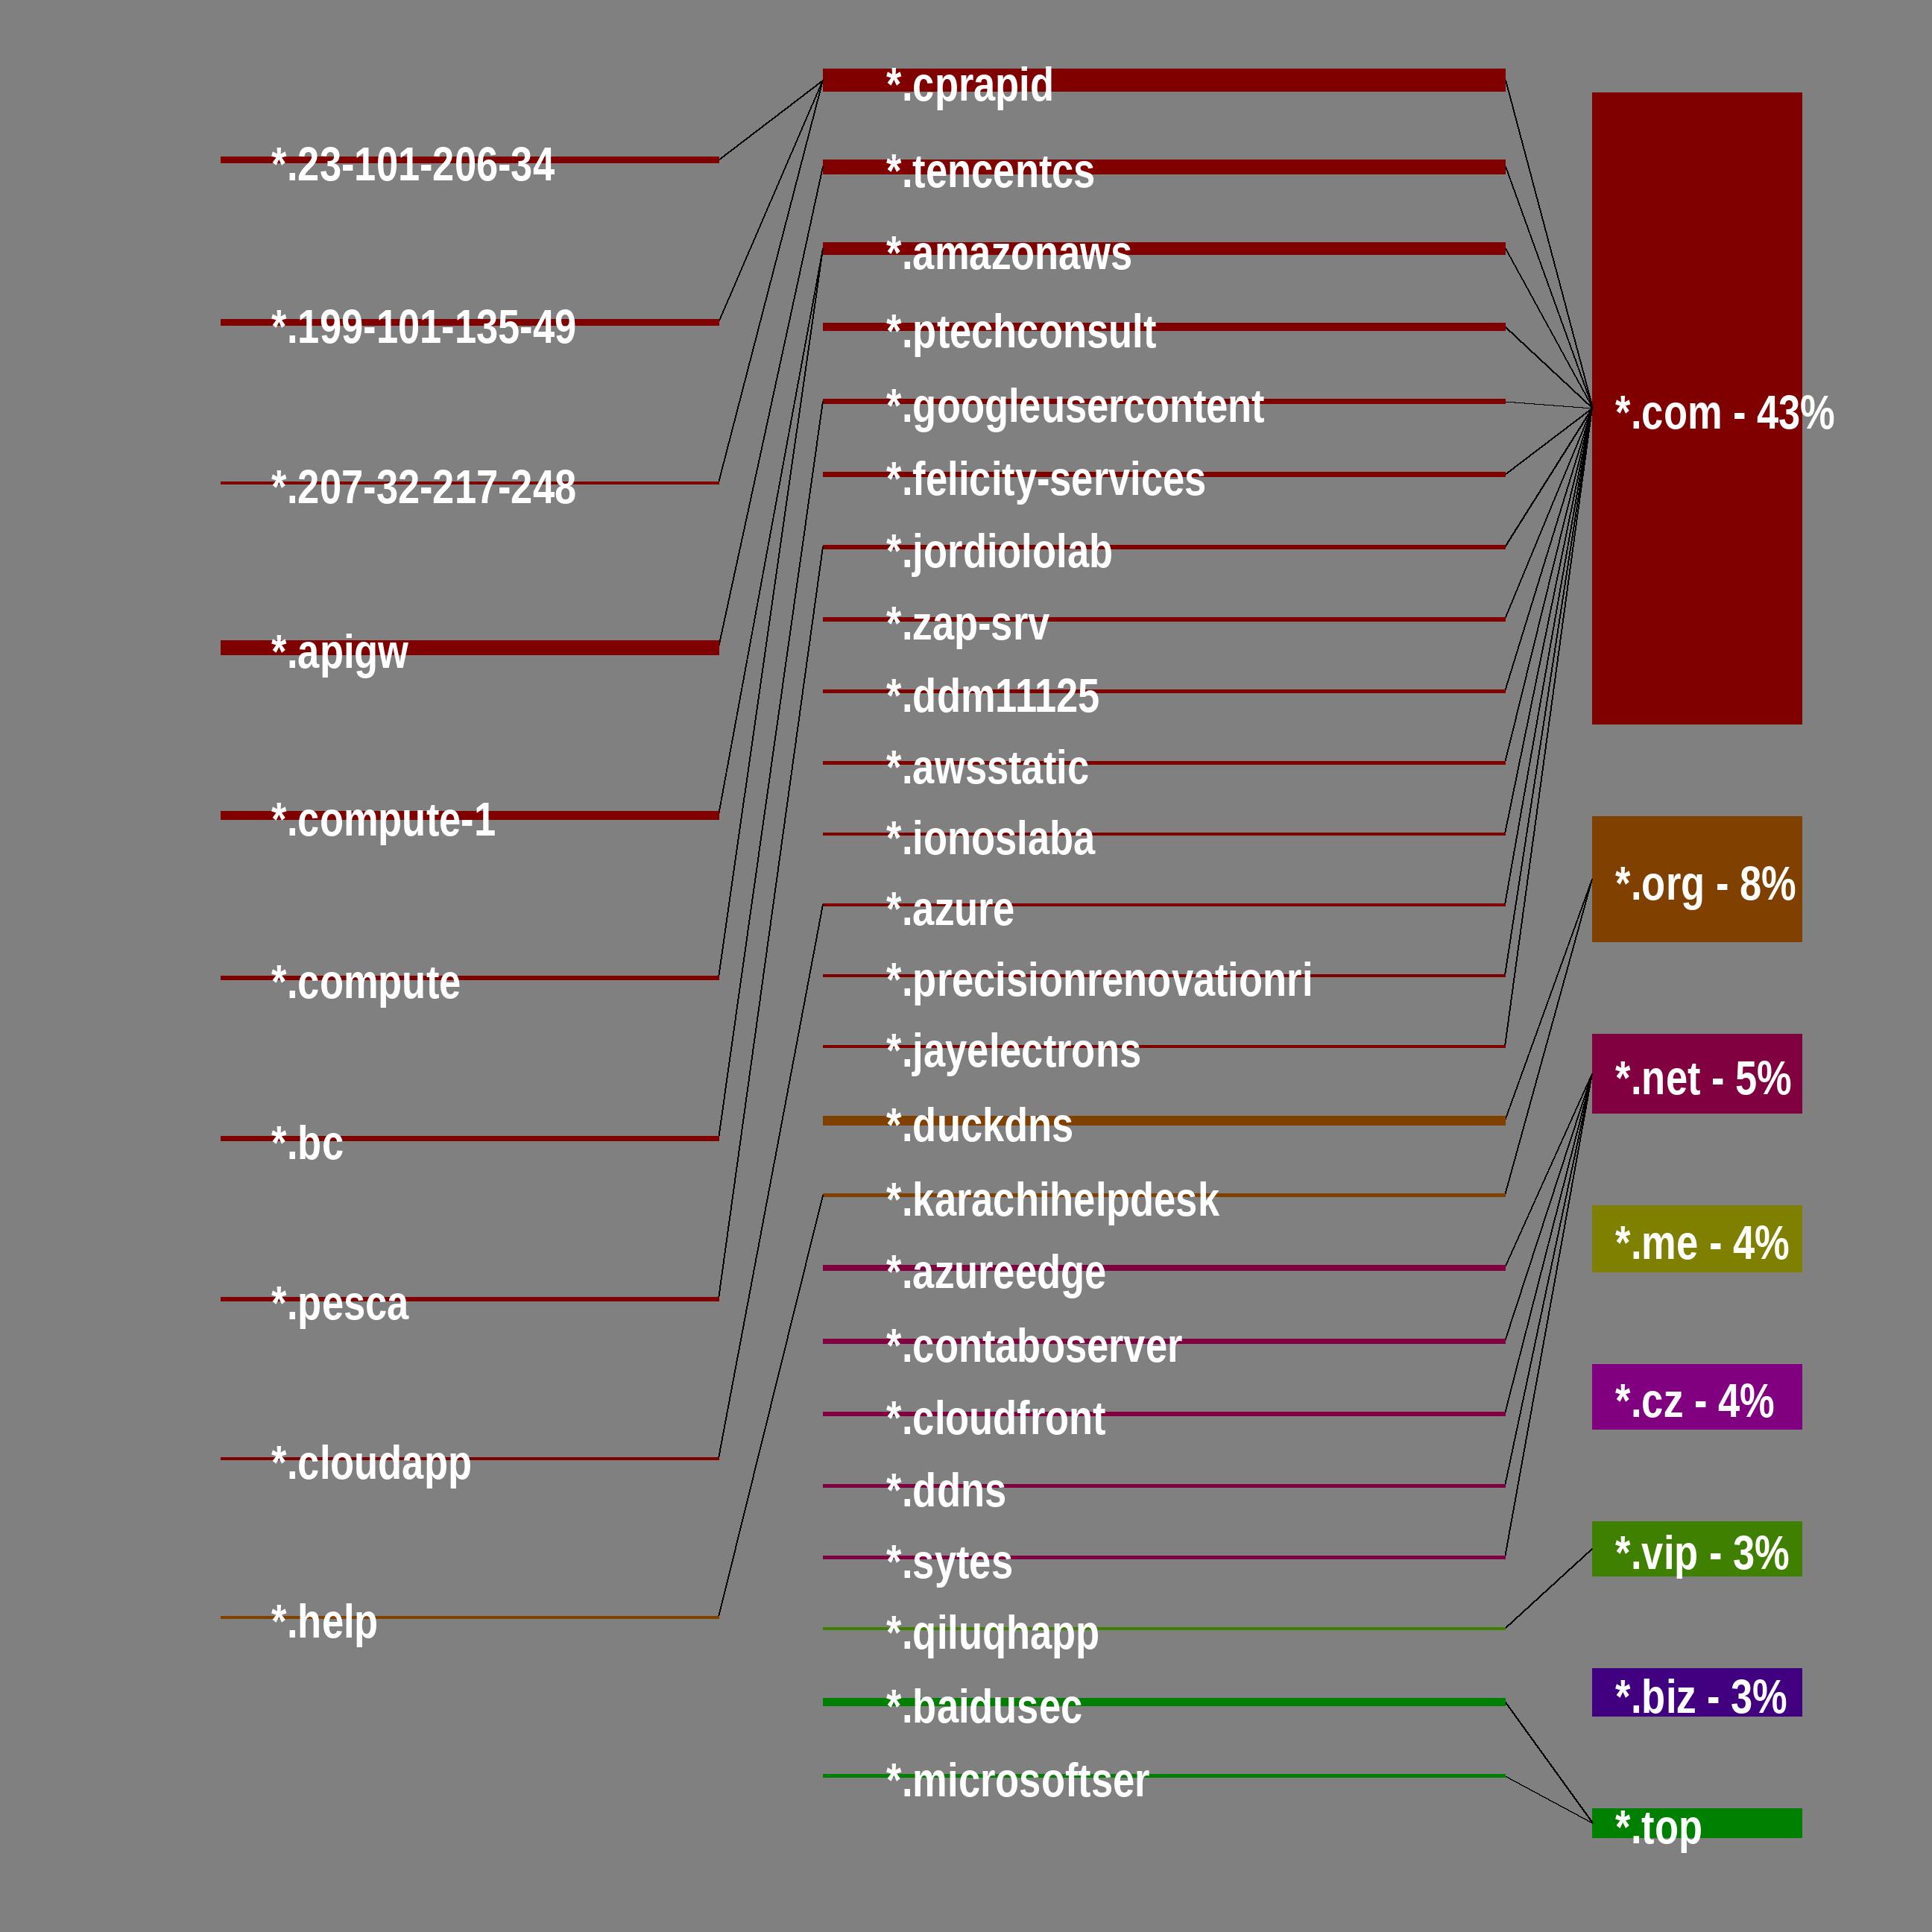 *.23-101-206-34
*.199-101-135-49
*.207-32-217-248
*.apigw
*.compute-1
*.compute
*.bc
*.pesca
*.cloudapp
*.help
*.cprapid
*.tencentcs
*.amazonaws
*.ptechconsult
*.googleusercontent
*.felicity-services
*.jordiololab
*.zap-srv
*.ddm11125
*.awsstatic
*.ionoslaba
*.azure
*.precisionrenovationri
*.jayelectrons
*.duckdns
*.karachihelpdesk
*.azureedge
*.contaboserver
*.cloudfront
*.ddns
*.sytes
*.qiluqhapp
*.baidusec
*.microsoftser
*.com - 43%
*.org - 8%
*.net - 5%
*.me - 4%
*.cz - 4%
*.vip - 3%
*.biz - 3%
*.top